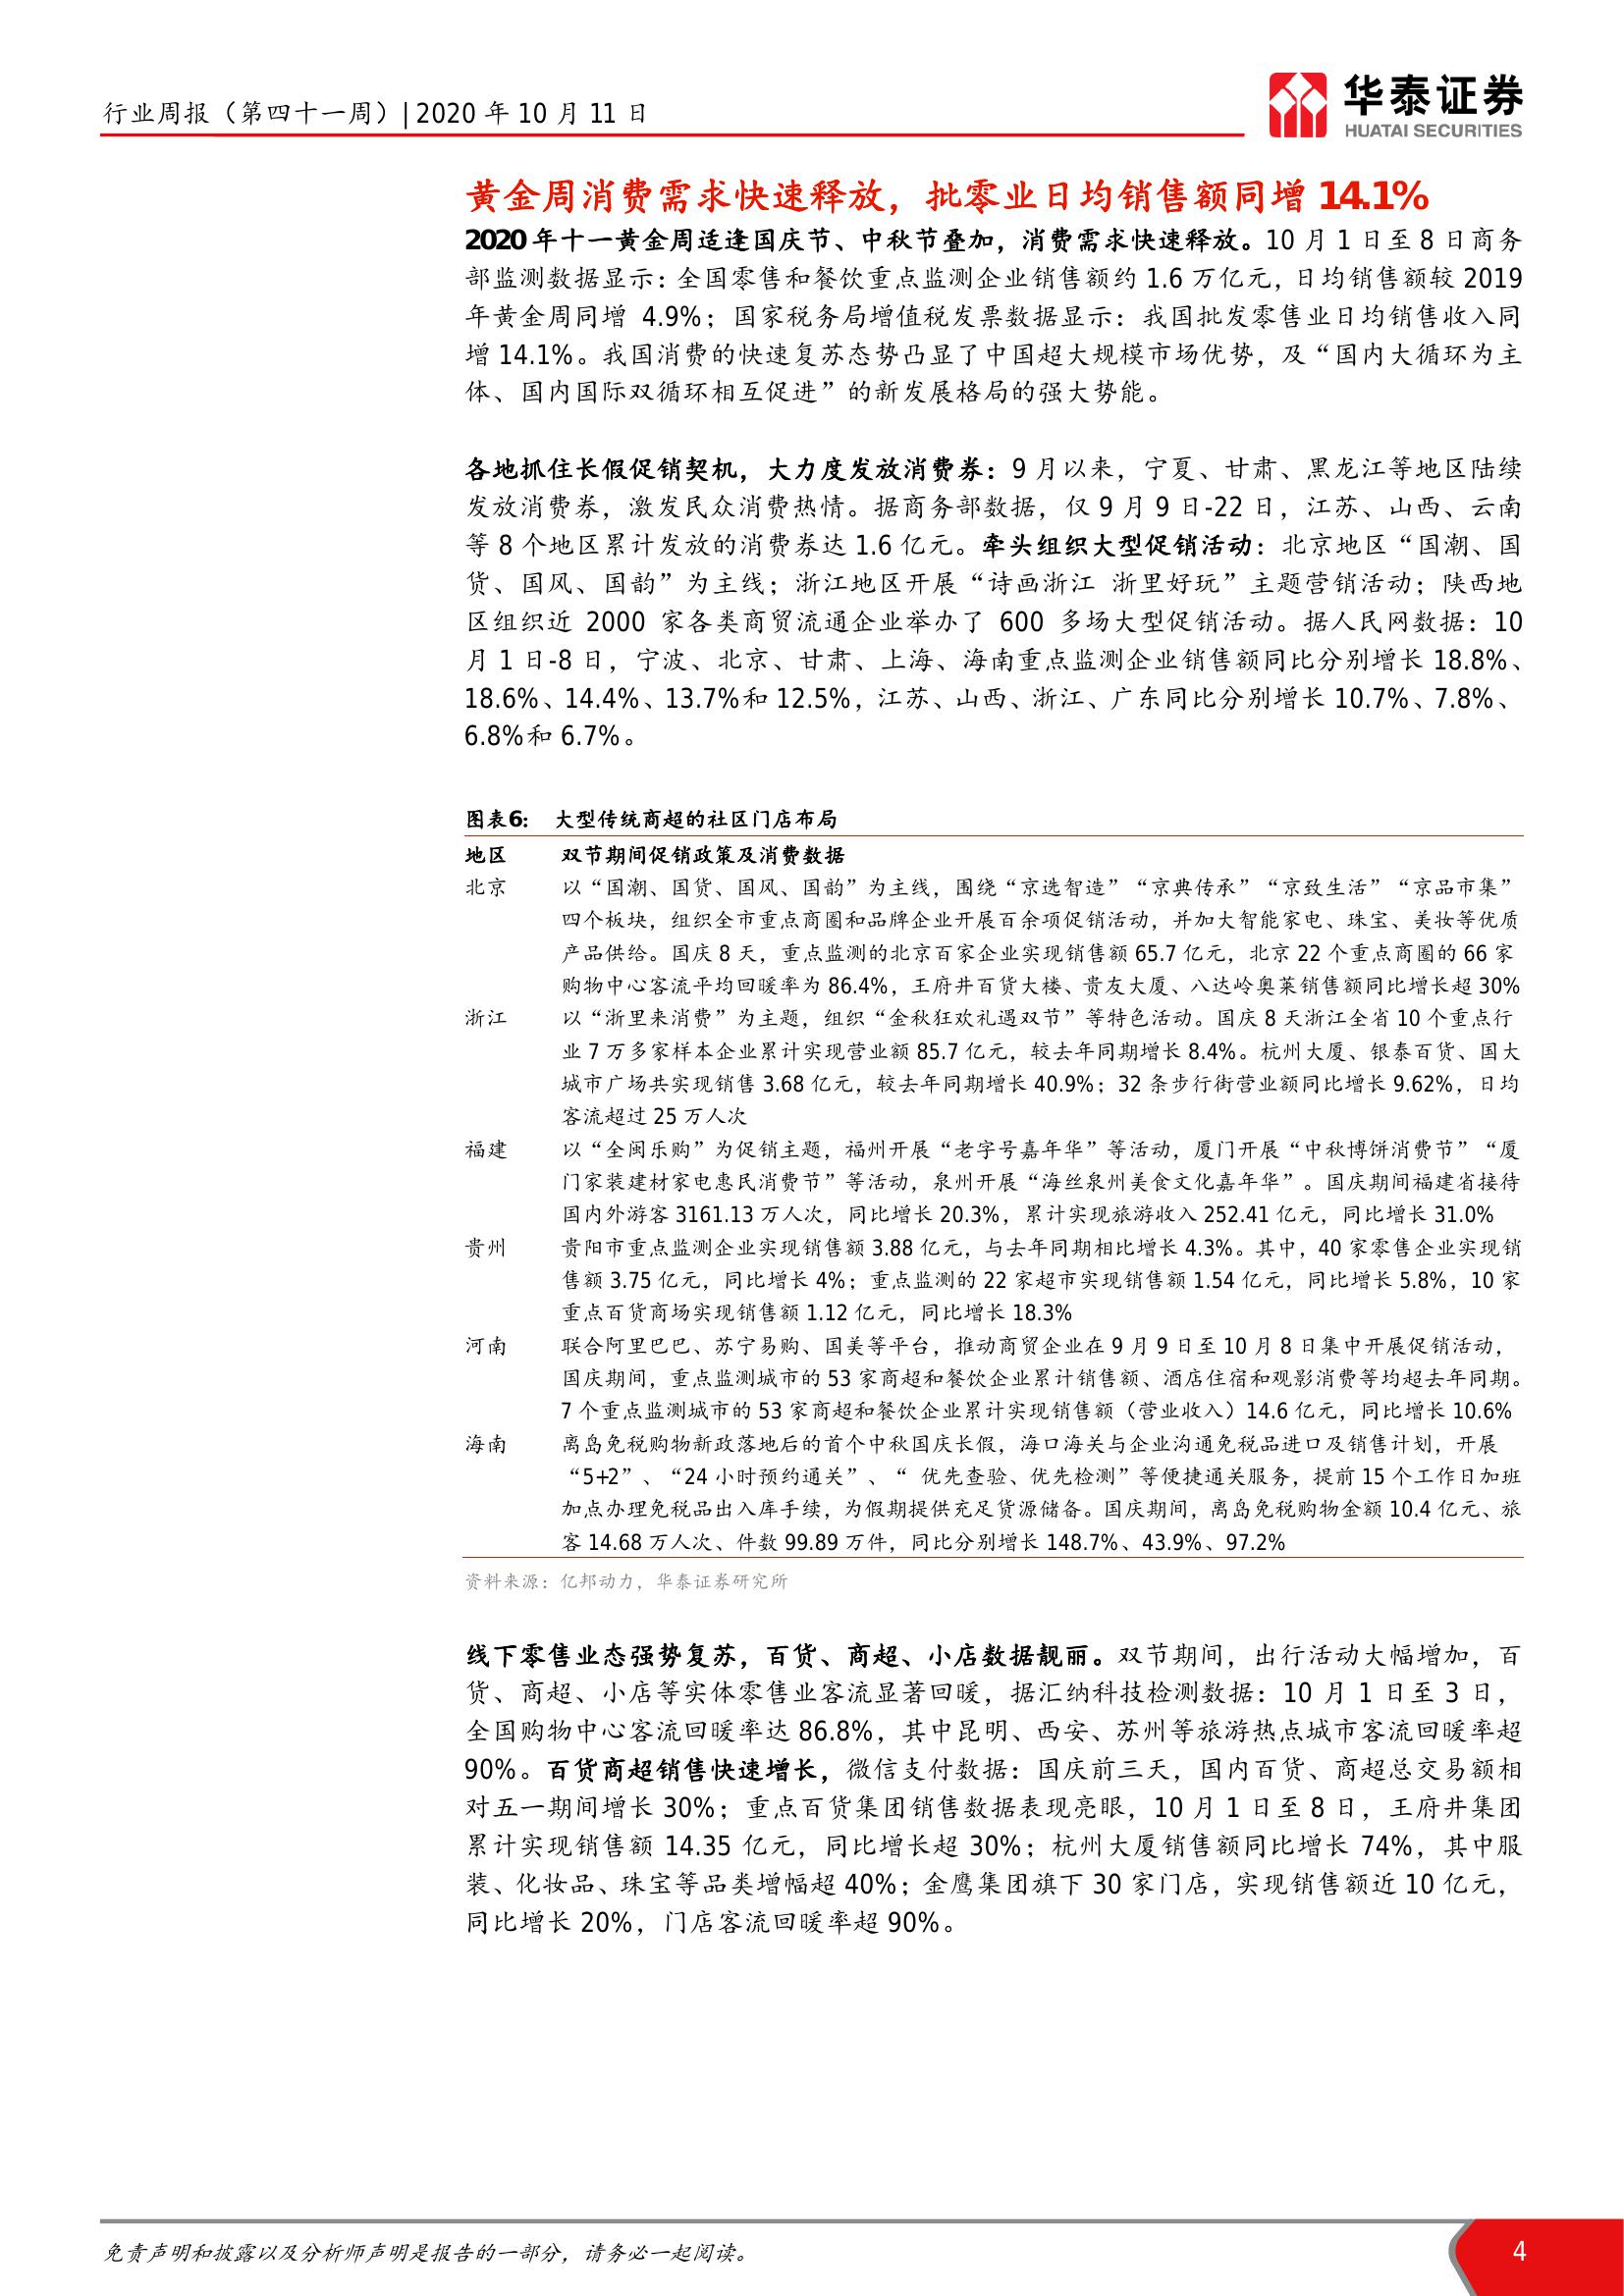 行业周报（第四十一周）| 2020 年 10 月 11 日
华泰证券
HUATAI SECURITIES
黄金周消费需求快速释放，批零业日均销售额同增 14.1%
2020 年十一黄金周适逢国庆节、中秋节叠加，消费需求快速释放。10 月 1 日至 8 日商务
部监测数据显示：全国零售和餐饮重点监测企业销售额约 1.6 万亿元，日均销售额较 2019
年黄金周同增 4.9%；国家税务局增值税发票数据显示：我国批发零售业日均销售收入同
增 14.1%。我国消费的快速复苏态势凸显了中国超大规模市场优势，及“国内大循环为主
体、国内国际双循环相互促进”的新发展格局的强大势能。
各地抓住长假促销契机，大力度发放消费券：9 月以来，宁夏、甘肃、黑龙江等地区陆续
发放消费券，激发民众消费热情。据商务部数据，仅 9 月 9 日-22 日，江苏、山西、云南
等 8 个地区累计发放的消费券达 1.6 亿元。牵头组织大型促销活动：北京地区“国潮、国
货、国风、国韵”为主线；浙江地区开展“诗画浙江 浙里好玩”主题营销活动；陕西地
区组织近 2000 家各类商贸流通企业举办了 600 多场大型促销活动。据人民网数据：10
月 1 日-8 日，宁波、北京、甘肃、上海、海南重点监测企业销售额同比分别增长 18.8%、
18.6%、14.4%、13.7%和 12.5%，江苏、山西、浙江、广东同比分别增长 10.7%、7.8%、
6.8%和 6.7%。
图表6： 大型传统商超的社区门店布局
地区 双节期间促销政策及消费数据
北京 以“国潮、国货、国风、国韵”为主线，围绕“京选智造”“京典传承”“京致生活”“京品市集”
四个板块，组织全市重点商圈和品牌企业开展百余项促销活动，并加大智能家电、珠宝、美妆等优质
产品供给。国庆 8 天，重点监测的北京百家企业实现销售额 65.7 亿元，北京 22 个重点商圈的 66 家
购物中心客流平均回暖率为 86.4%，王府井百货大楼、贵友大厦、八达岭奥莱销售额同比增长超 30%
浙江 以“浙里来消费”为主题，组织“金秋狂欢礼遇双节”等特色活动。国庆 8 天浙江全省 10 个重点行
业 7 万多家样本企业累计实现营业额 85.7 亿元，较去年同期增长 8.4%。杭州大厦、银泰百货、国大
城市广场共实现销售 3.68 亿元，较去年同期增长 40.9%；32 条步行街营业额同比增长 9.62%，日均
客流超过 25 万人次
福建 以“全闽乐购”为促销主题，福州开展“老字号嘉年华”等活动，厦门开展“中秋博饼消费节”“厦
门家装建材家电惠民消费节”等活动，泉州开展“海丝泉州美食文化嘉年华”。国庆期间福建省接待
国内外游客 3161.13 万人次，同比增长 20.3%，累计实现旅游收入 252.41 亿元，同比增长 31.0%
贵州 贵阳市重点监测企业实现销售额 3.88 亿元，与去年同期相比增长 4.3%。其中，40 家零售企业实现销
售额 3.75 亿元，同比增长 4%；重点监测的 22 家超市实现销售额 1.54 亿元，同比增长 5.8%，10 家
重点百货商场实现销售额 1.12 亿元，同比增长 18.3%
河南 联合阿里巴巴、苏宁易购、国美等平台，推动商贸企业在 9 月 9 日至 10 月 8 日集中开展促销活动，
国庆期间，重点监测城市的 53 家商超和餐饮企业累计销售额、酒店住宿和观影消费等均超去年同期。
7 个重点监测城市的 53 家商超和餐饮企业累计实现销售额（营业收入）14.6 亿元，同比增长 10.6%
海南 离岛免税购物新政落地后的首个中秋国庆长假，海口海关与企业沟通免税品进口及销售计划，开展
“5+2”、“24 小时预约通关”、“ 优先查验、优先检测”等便捷通关服务，提前 15 个工作日加班
加点办理免税品出入库手续，为假期提供充足货源储备。国庆期间，离岛免税购物金额 10.4 亿元、旅
客 14.68 万人次、件数 99.89 万件，同比分别增长 148.7%、43.9%、97.2%
资料来源：亿邦动力，华泰证券研究所
线下零售业态强势复苏，百货、商超、小店数据靓丽。双节期间，出行活动大幅增加，百
货、商超、小店等实体零售业客流显著回暖，据汇纳科技检测数据：10 月 1 日至 3 日，
全国购物中心客流回暖率达 86.8%，其中昆明、西安、苏州等旅游热点城市客流回暖率超
90%。百货商超销售快速增长，微信支付数据：国庆前三天，国内百货、商超总交易额相
对五一期间增长 30%；重点百货集团销售数据表现亮眼，10 月 1 日至 8 日，王府井集团
累计实现销售额 14.35 亿元，同比增长超 30%；杭州大厦销售额同比增长 74%，其中服
装、化妆品、珠宝等品类增幅超 40%；金鹰集团旗下 30 家门店，实现销售额近 10 亿元，
同比增长 20%，门店客流回暖率超 90%。
免责声明和披露以及分析师声明是报告的一部分，请务必一起阅读。
4